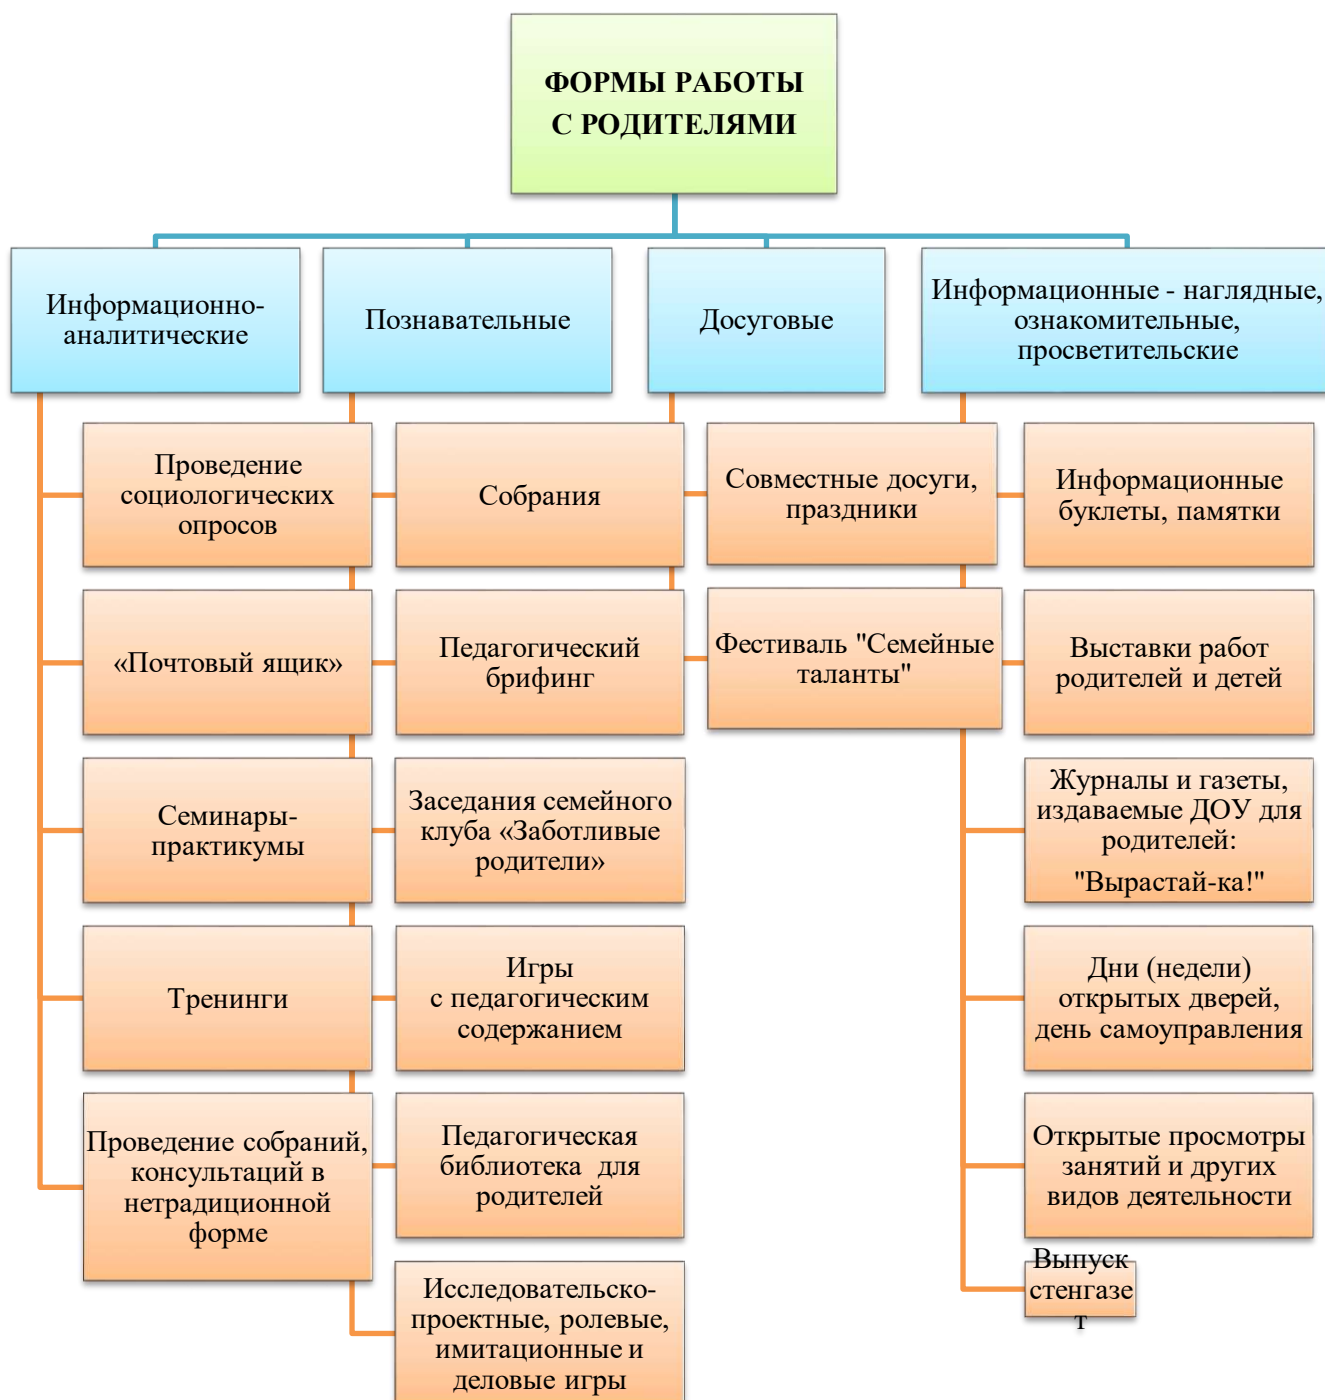 ФОРМЫ РАБОТЫ
С РОДИТЕЛЯМИ
Информационно-
аналитические
Познавательные
Досуговые
Информационные - наглядные,
ознакомительные,
просветительские
Проведение
социологических
опросов
«Почтовый ящик»
Семинары-
практикумы
Тренинги
Проведение собраний,
консультаций в
нетрадиционной
форме
Собрания
Педагогический
брифинг
Заседания семейного
клуба «Заботливые
родители»
Игры
с педагогическим
содержанием
Педагогическая
библиотека для
родителей
Исследовательско-
проектные, ролевые,
имитационные и
деловые игры
Совместные досуги,
праздники
Фестиваль "Семейные
таланты"
Информационные
буклеты, памятки
Выставки работ
родителей и детей
Журналы и газеты,
издаваемые ДОУ для
родителей:
"Вырастай-ка!"
Дни (недели)
открытых дверей,
день самоуправления
Открытые просмотры
занятий и других
видов деятельности
Выпуск
стенгазе
т